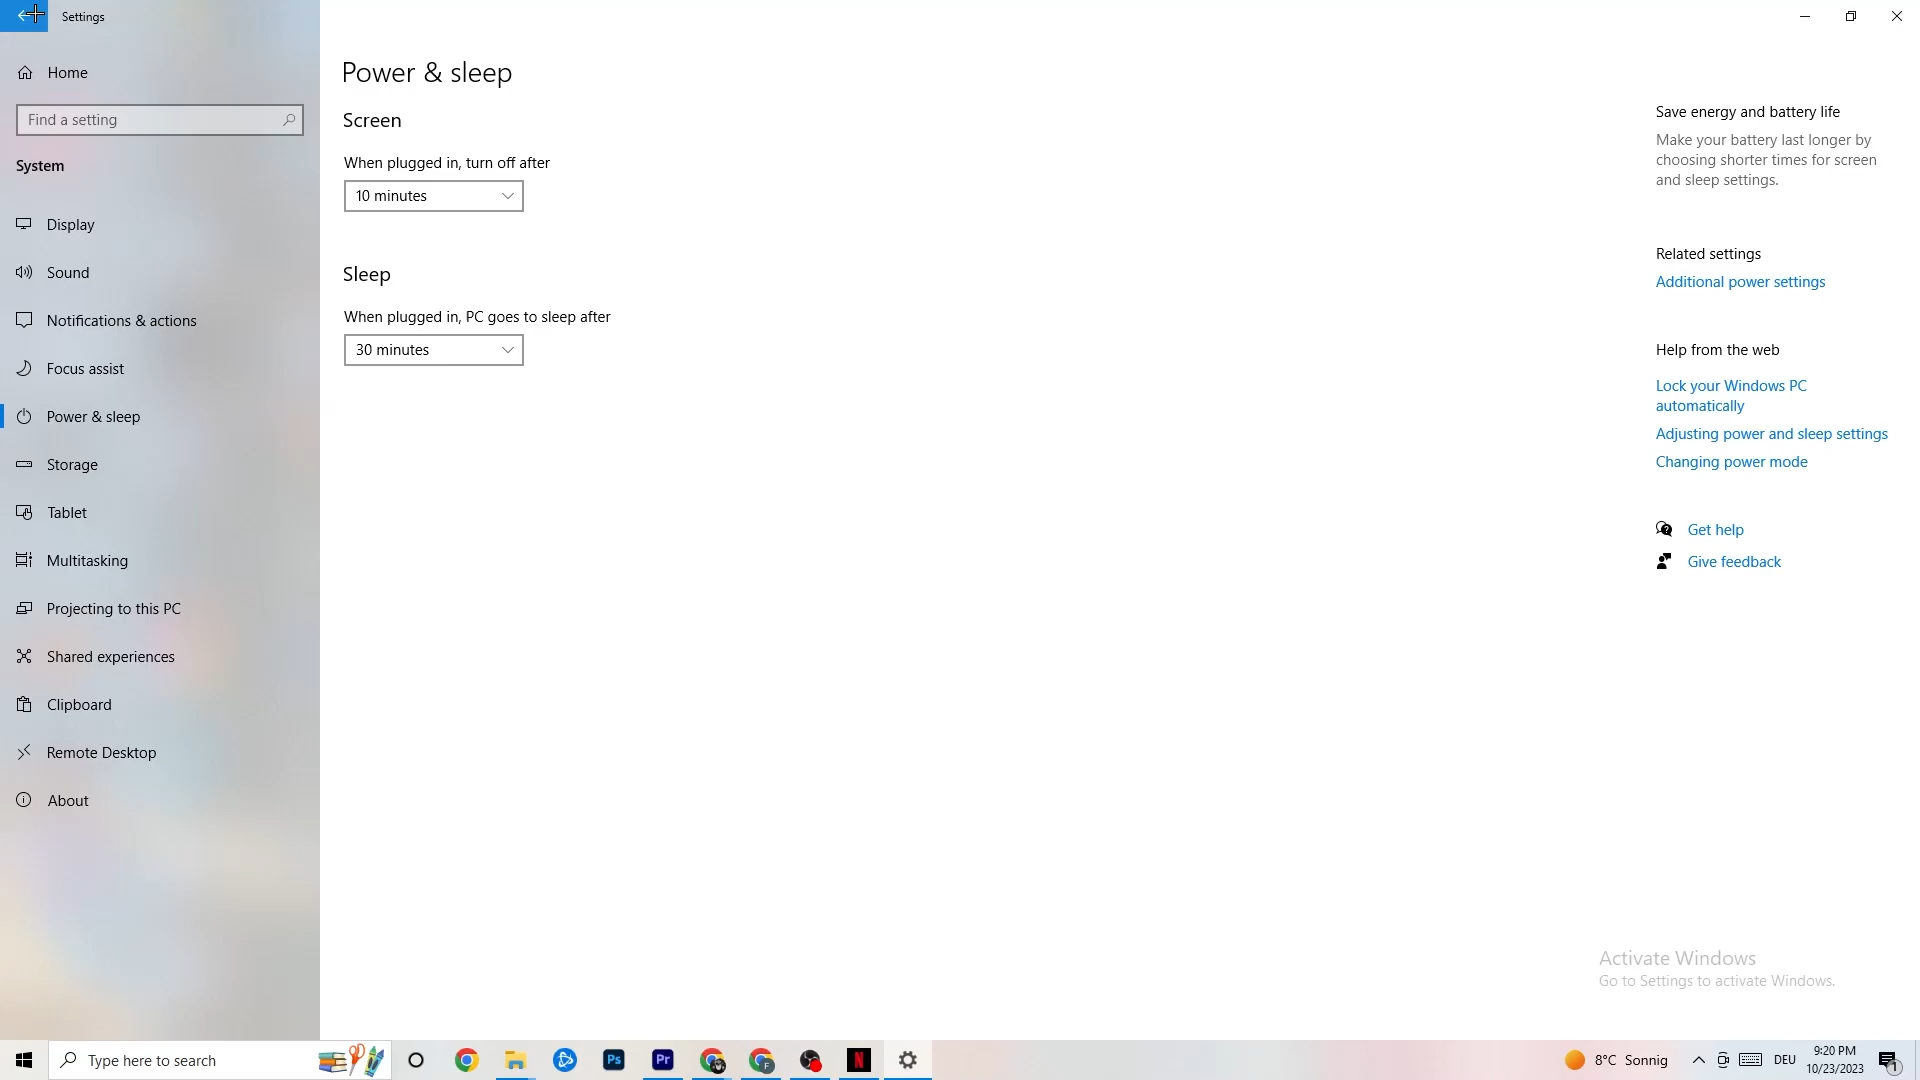 Settings
Home
Find a setting
System
Display
Sound
Notifications & actions
Focus assist
Power & sleep
Storage
Tablet
Multitasking
Projecting to this PC
Shared experiences
Clipboard
Remote Desktop
About
Power & sleep
Screen
When plugged in, turn off after
10 minutes
Sleep
When plugged in, PC goes to sleep after
30 minutes
Save energy and battery life
Make your battery last longer by
choosing shorter times for screen
and sleep settings.
Related settings
Additional power settings
Help from the web
Lock your Windows PC
automatically
Adjusting power and sleep settings
Changing power mode
Get help
Give feedback
Activate Windows
Go to Settings to activate Windows.
Type here to search
Ps
Pr
F
N
8°C Sonnig
DEU
9:20 PM
10/23/2023
1